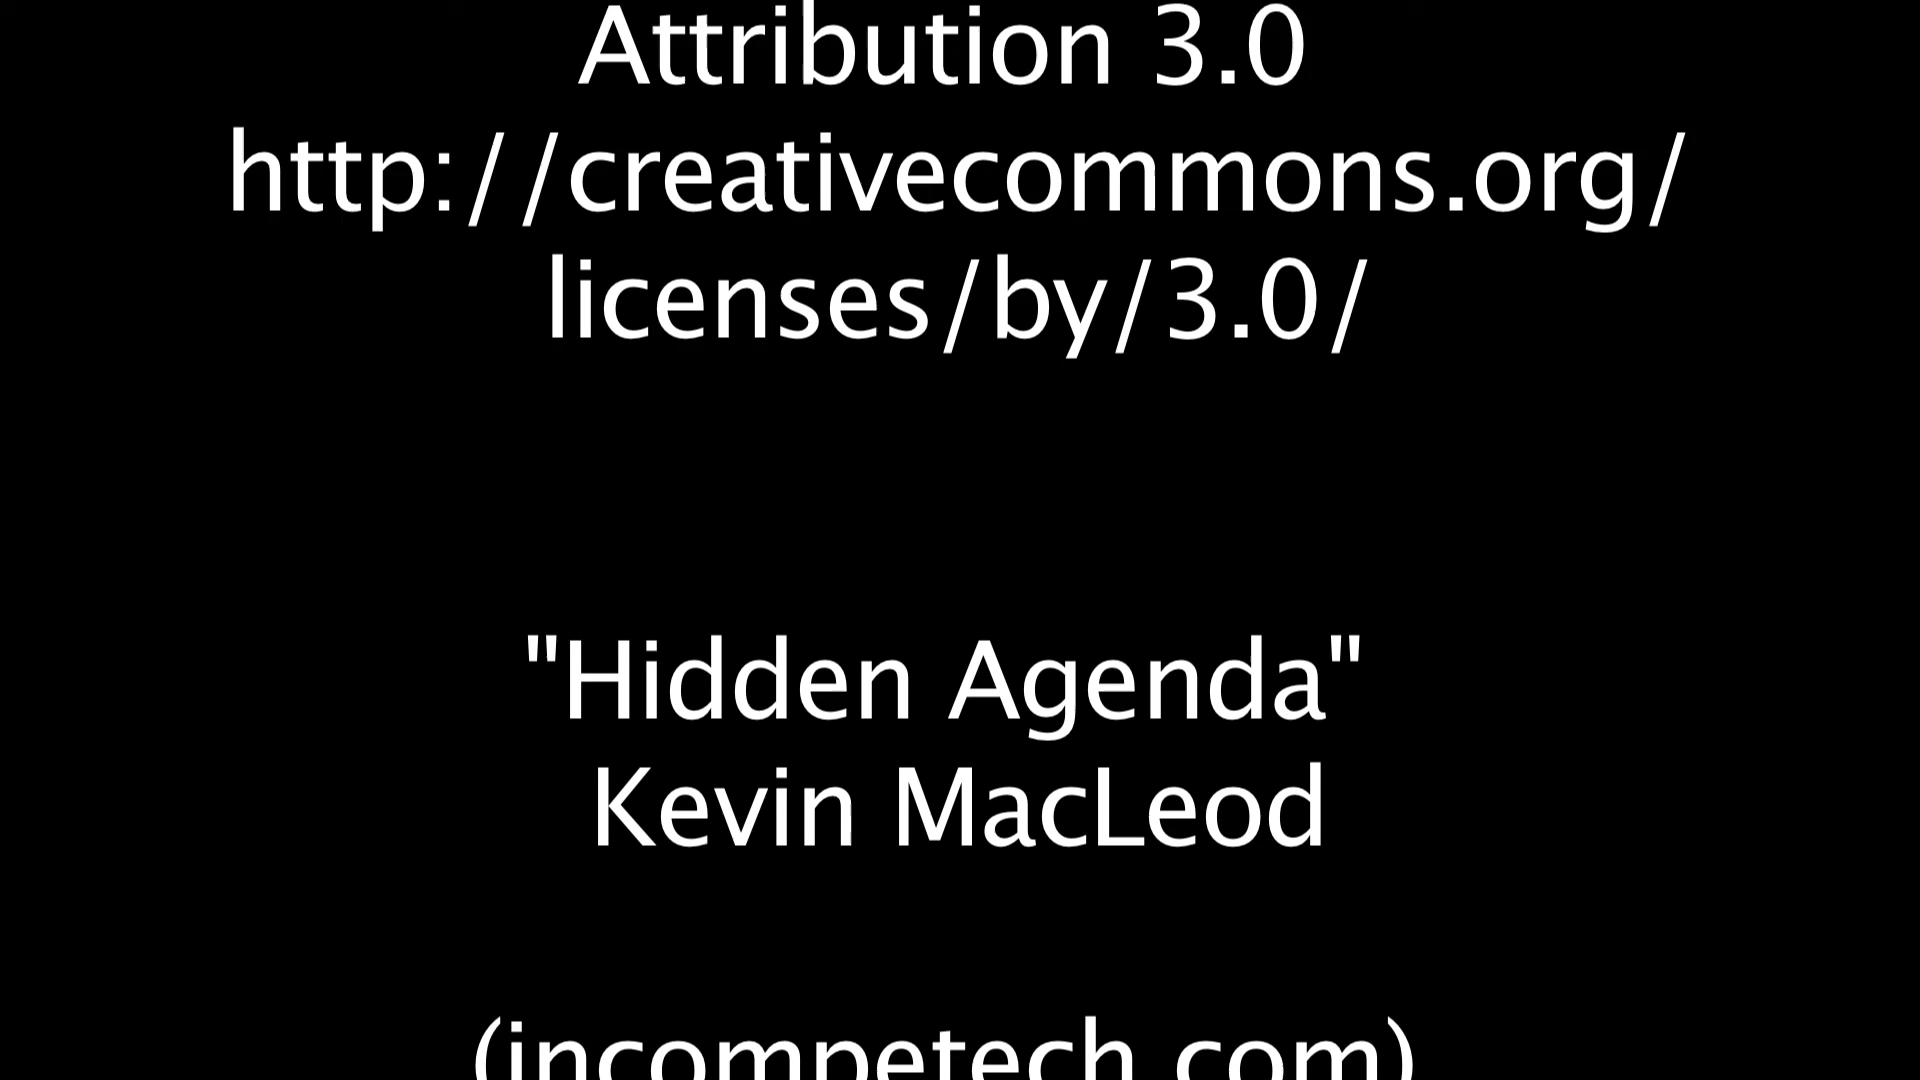 Attribution 3.0
http://creativecommons.org/
licenses/by/3.0/
"Hidden Agenda"
Kevin MacLeod
(incompetech.com)